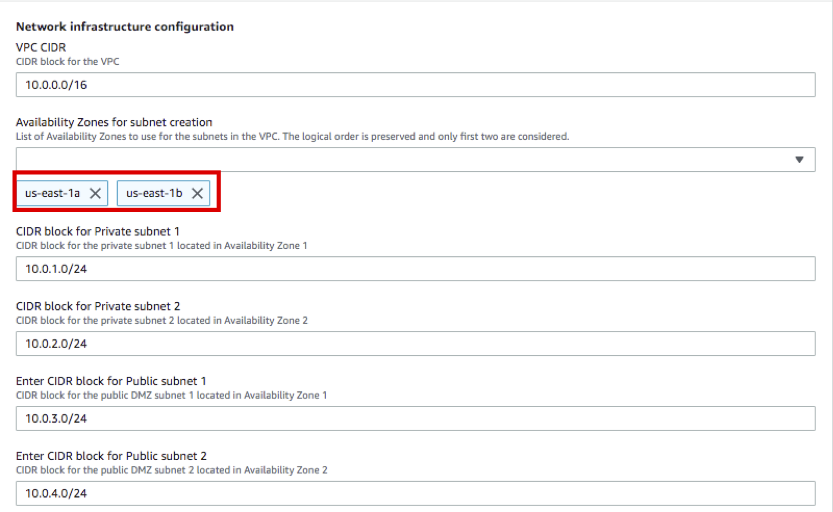 Network infrastructure configuration
VPC CIDR
CIDR block for the VPC
10.0.0.0/16
Availability Zones for subnet creation
List of Availability Zones to use for the subnets in the VPC. The logical order is preserved and only first two are considered.
us-east-1a us-east-1b
CIDR block for Private subnet 1
CIDR block for the private subnet 1 located in Availability Zone 1
10.0.1.0/24
CIDR block for Private subnet 2
CIDR block for the private subnet 2 located in Availability Zone 2
10.0.2.0/24
Enter CIDR block for Public subnet 1
CIDR block for the public DMZ subnet 1 located in Availability Zone 1
10.0.3.0/24
Enter CIDR block for Public subnet 2
CIDR block for the public DMZ subnet 2 located in Availability Zone 2
10.0.4.0/24